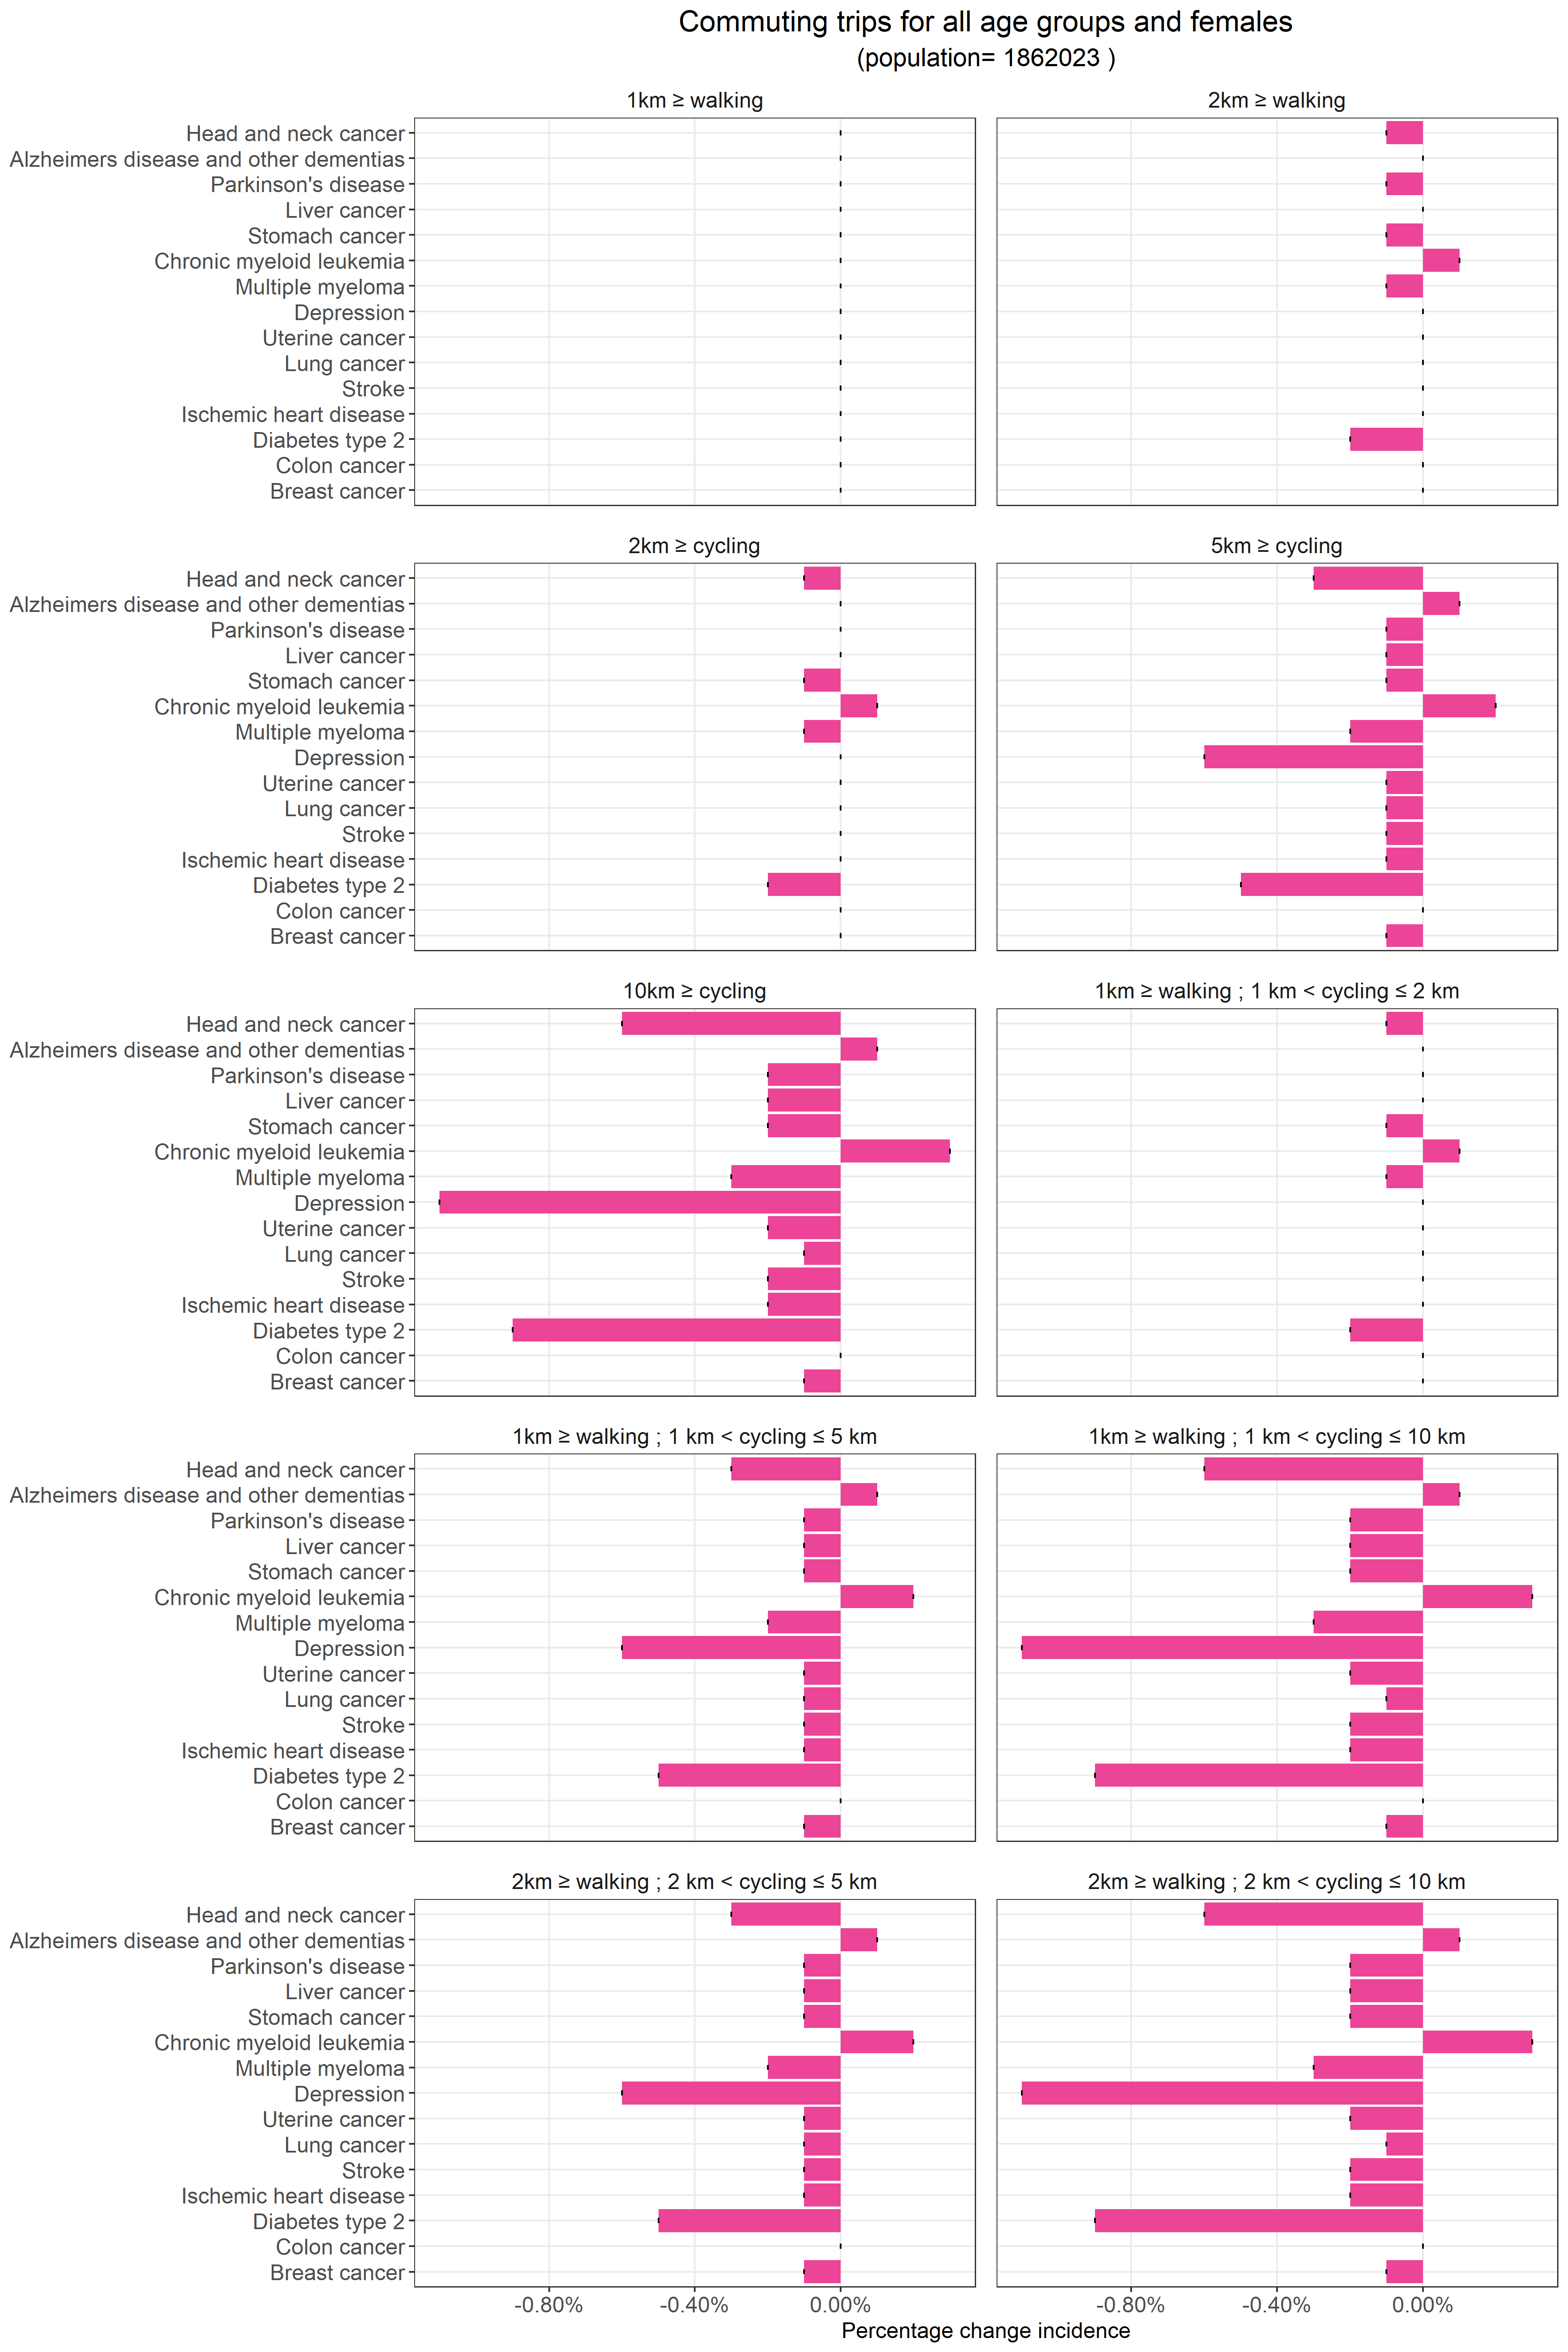 Commuting trips for all age groups and females
(population= 1862023 )
1km ≥ walking
2km ≥ walking
Head and neck cancer
Alzheimers disease and other dementias
Parkinson's disease
Liver cancer
Stomach cancer
Chronic myeloid leukemia
Multiple myeloma
Depression
Uterine cancer
Lung cancer
Stroke
Ischemic heart disease
Diabetes type 2
Colon cancer
Breast cancer
2km ≥ cycling
5km ≥ cycling
Head and neck cancer
Alzheimers disease and other dementias
Parkinson's disease
Liver cancer
Stomach cancer
Chronic myeloid leukemia
Multiple myeloma
Depression
Uterine cancer
Lung cancer
Stroke
Ischemic heart disease
Diabetes type 2
Colon cancer
Breast cancer
10km ≥ cycling
1km ≥ walking ; 1 km < cycling ≤ 2 km
Head and neck cancer
Alzheimers disease and other dementias
Parkinson's disease
Liver cancer
Stomach cancer
Chronic myeloid leukemia
Multiple myeloma
Depression
Uterine cancer
Lung cancer
Stroke
Ischemic heart disease
Diabetes type 2
Colon cancer
Breast cancer
1km ≥ walking ; 1 km < cycling ≤ 5 km
1km ≥ walking ; 1 km < cycling ≤ 10 km
Head and neck cancer
Alzheimers disease and other dementias
Parkinson's disease
Liver cancer
Stomach cancer
Chronic myeloid leukemia
Multiple myeloma
Depression
Uterine cancer
Lung cancer
Stroke
Ischemic heart disease
Diabetes type 2
Colon cancer
Breast cancer
2km ≥ walking ; 2 km < cycling ≤ 5 km
2km ≥ walking ; 2 km < cycling ≤ 10 km
Head and neck cancer
Alzheimers disease and other dementias
Parkinson's disease
Liver cancer
Stomach cancer
Chronic myeloid leukemia
Multiple myeloma
Depression
Uterine cancer
Lung cancer
Stroke
Ischemic heart disease
Diabetes type 2
Colon cancer
Breast cancer
-0.80% -0.40% 0.00% -0.80% -0.40% 0.00%
Percentage change incidence